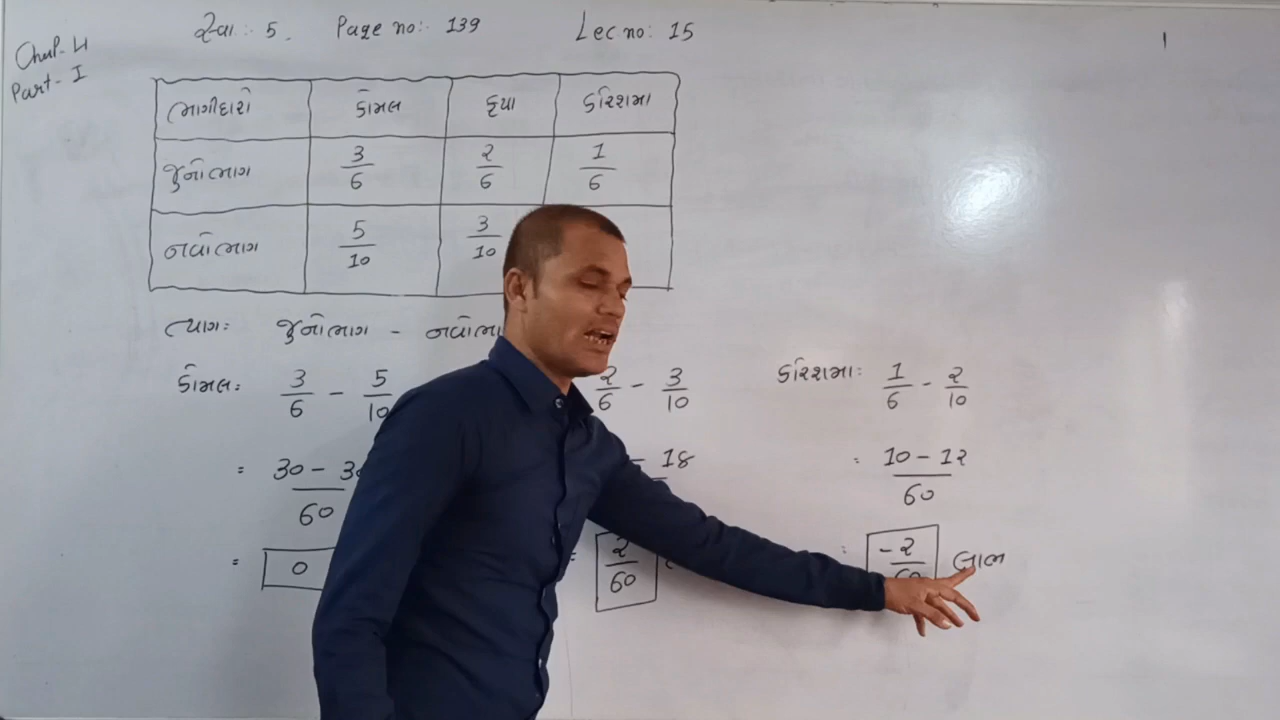 સ્વા: 5. Page no:- 139 Lec no: 15
Chap-4
Part-I
ભાગીદારો કોમલ દૃષા કરિશ્મા
જુનોભાગ 3/6 2/6 1/6
નવોભાગ 5/10 3/10
ત્યાગ: જુનોભાગ - નવોભા
કોમલ: 3/6 - 5/10 2/6 - 3/10 કરિશમા: 1/6 - 2/10
= 30 - 3 /60 - 18 = 10 - 12/60
= 0 = 2/60 = -2/60 લાભ